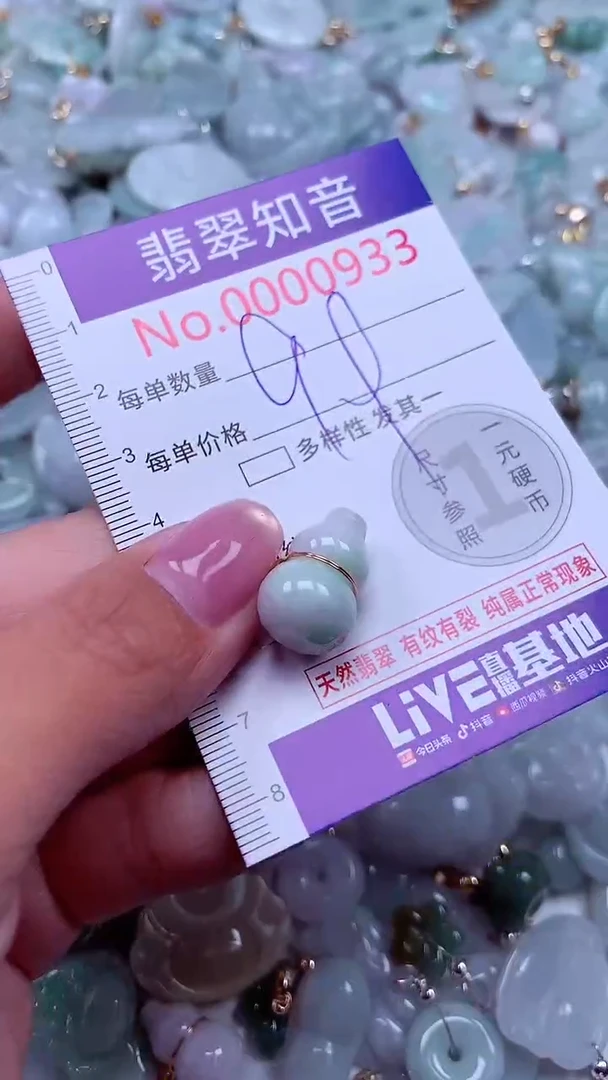 翡翠知音
No.0000933
0
1
2
每单数量
3
每单价格
多样性 发其一
4
1
一元硬币
尺寸参照
天然翡翠 有纹有裂 纯属正常现象
7
LiVE直播基地
今日头条 抖音 西瓜视频 抖音火山
8